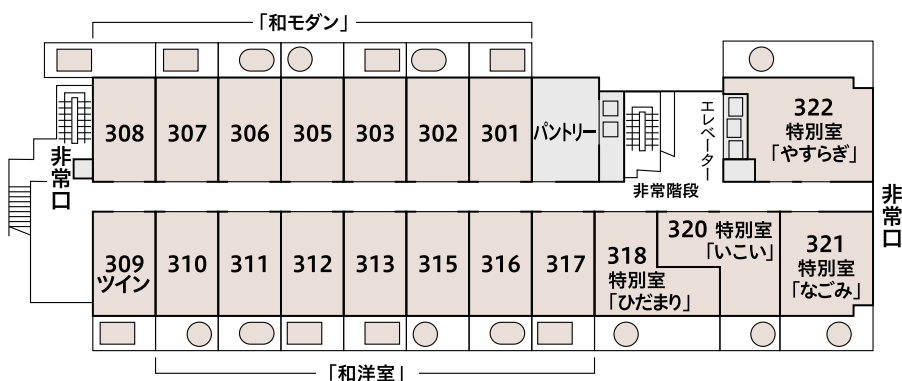 「和モダン」
308
307
306
305
303
302
301
パントリー
エレベーター
322
特別室
「やすらぎ」
非常口
非常階段
非常口
309
ツイン
310
311
312
313
315
316
317
318
特別室
「ひだまり」
320 特別室
「いこい」
321
特別室
「なごみ」
「和洋室」